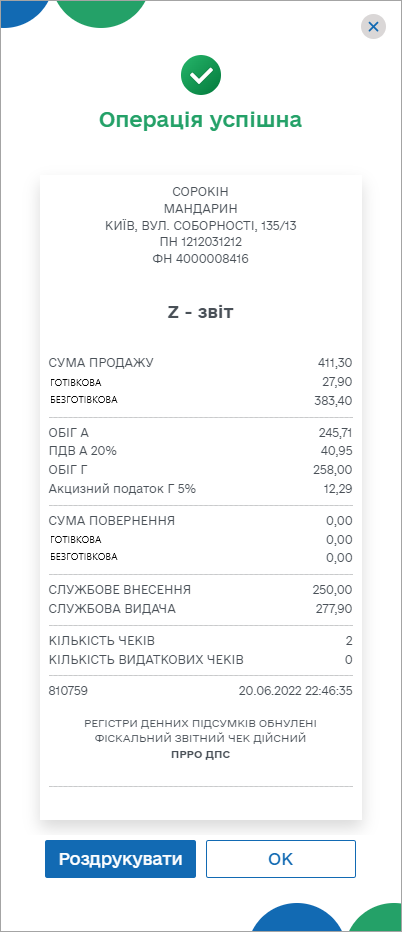 Операція успішна
СОРОКІН
МАНДАРИН
КИЇВ, ВУЛ. СОБОРНОСТІ, 135/13
ПН 1212031212
ФН 4000008416
Z - звіт
СУМА ПРОДАЖУ 411,30
ГОТІВКОВА 27,90
БЕЗГОТІВКОВА 383,40
ОБІГ А 245,71
ПДВ А 20% 40,95
ОБІГ Г 258,00
Акцизний податок Г 5% 12,29
СУМА ПОВЕРНЕННЯ 0,00
ГОТІВКОВА 0,00
БЕЗГОТІВКОВА 0,00
СЛУЖБОВЕ ВНЕСЕННЯ 250,00
СЛУЖБОВА ВИДАЧА 277,90
КІЛЬКІСТЬ ЧЕКІВ 2
КІЛЬКІСТЬ ВИДАТКОВИХ ЧЕКІВ 0
810759 20.06.2022 22:46:35
РЕГІСТРИ ДЕННИХ ПІДСУМКІВ ОБНУЛЕНІ
ФІСКАЛЬНИЙ ЗВІТНИЙ ЧЕК ДІЙСНИЙ
ПРРО ДПС
Роздрукувати ОК